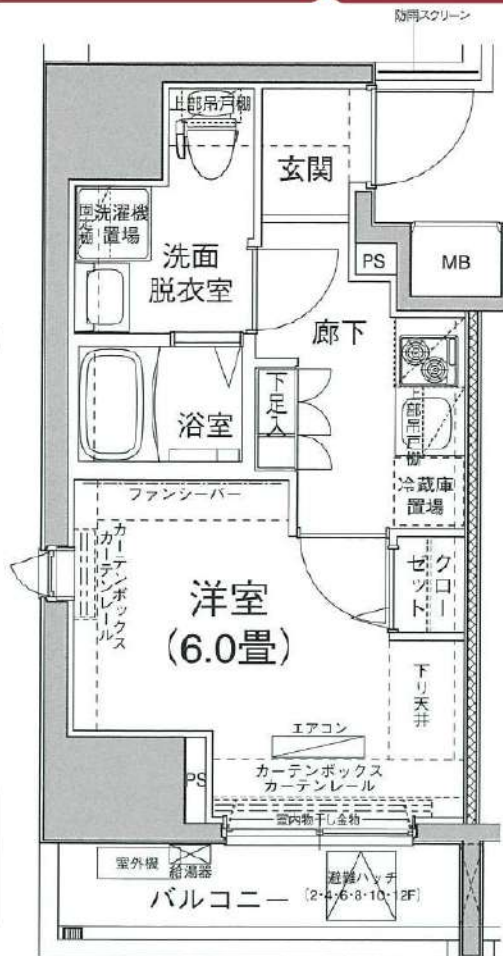 防雨スクリーン
上部吊戸棚
玄関
固定棚
洗濯機
置場
洗面
脱衣室
PS
MB
廊下
下足入
浴室
上部吊戸棚
冷蔵庫
置場
ファンシーバー
カーテンボックス
カーテンレール
洋室
(6.0畳)
クロー
ゼット
下り天井
エアコン
カーテンボックス
カーテンレール
PS
室内物干し金物
室外機
給湯器
バルコニー
避難ハッチ
(2・4・6・8・10・12F)